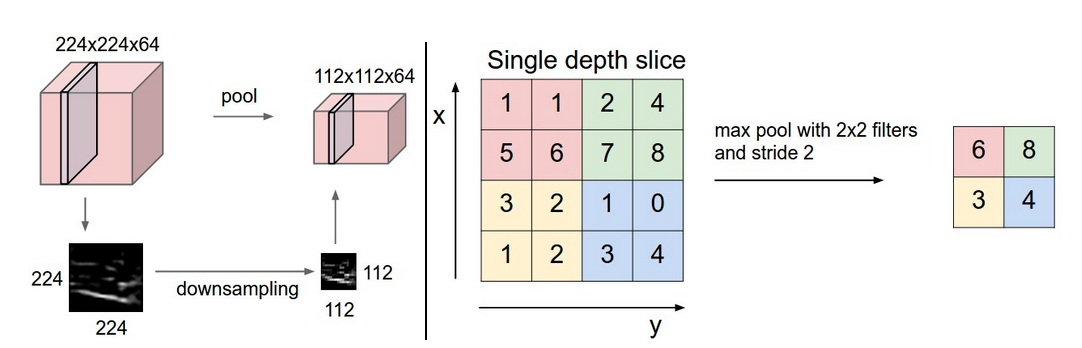 224x224x64
pool
112x112x64
224
224
downsampling
112
112
Single depth slice
x
1 1 2 4
5 6 7 8
3 2 1 0
1 2 3 4
y
max pool with 2x2 filters
and stride 2
6 8
3 4